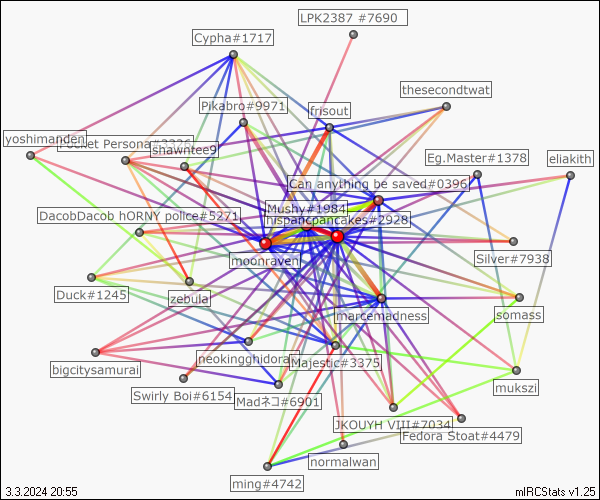 LPK2387 #7690
Cypha#1717
thesecondtwat
Pikabro#9971
frisout
yoshimanden
Pocket Persona#3326
shawntee9
Eg.Master#1378
eliakith
Can anything be saved#0396
Mushy#1984
DacobDacob hORNY police#5271
hispancpancakes#2928
moonraven
Silver#7938
Duck#1245
zebula
somass
marcemadness
neokingghidora
Majestic#3375
bigcitysamurai
mukszi
Swirly Boi#6154
Madネコ#6901
JKOUYH VIII#7034
Fedora Stoat#4479
normalwan
ming#4742
3.3.2024 20:55
mIRCStats v1.25